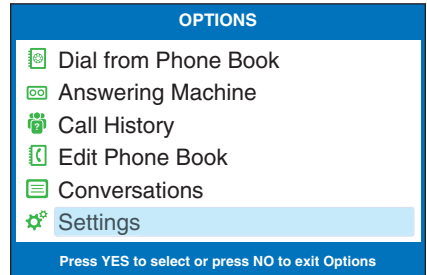 OPTIONS
Dial from Phone Book
Answering Machine
Call History
Edit Phone Book
Conversations
Settings
Press YES to select or press NO to exit Options